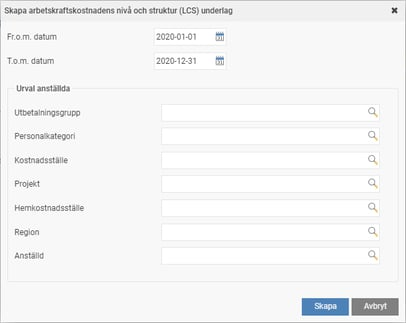 Skapa arbetskraftskostnadens nivå och struktur (LCS) underlag
Fr.o.m. datum 2020-01-01
T.o.m. datum 2020-12-31
Urval anställda
Utbetalningsgrupp
Personalkategori
Kostnadsställe
Projekt
Hemkostnadsställe
Region
Anställd
Skapa Avbryt